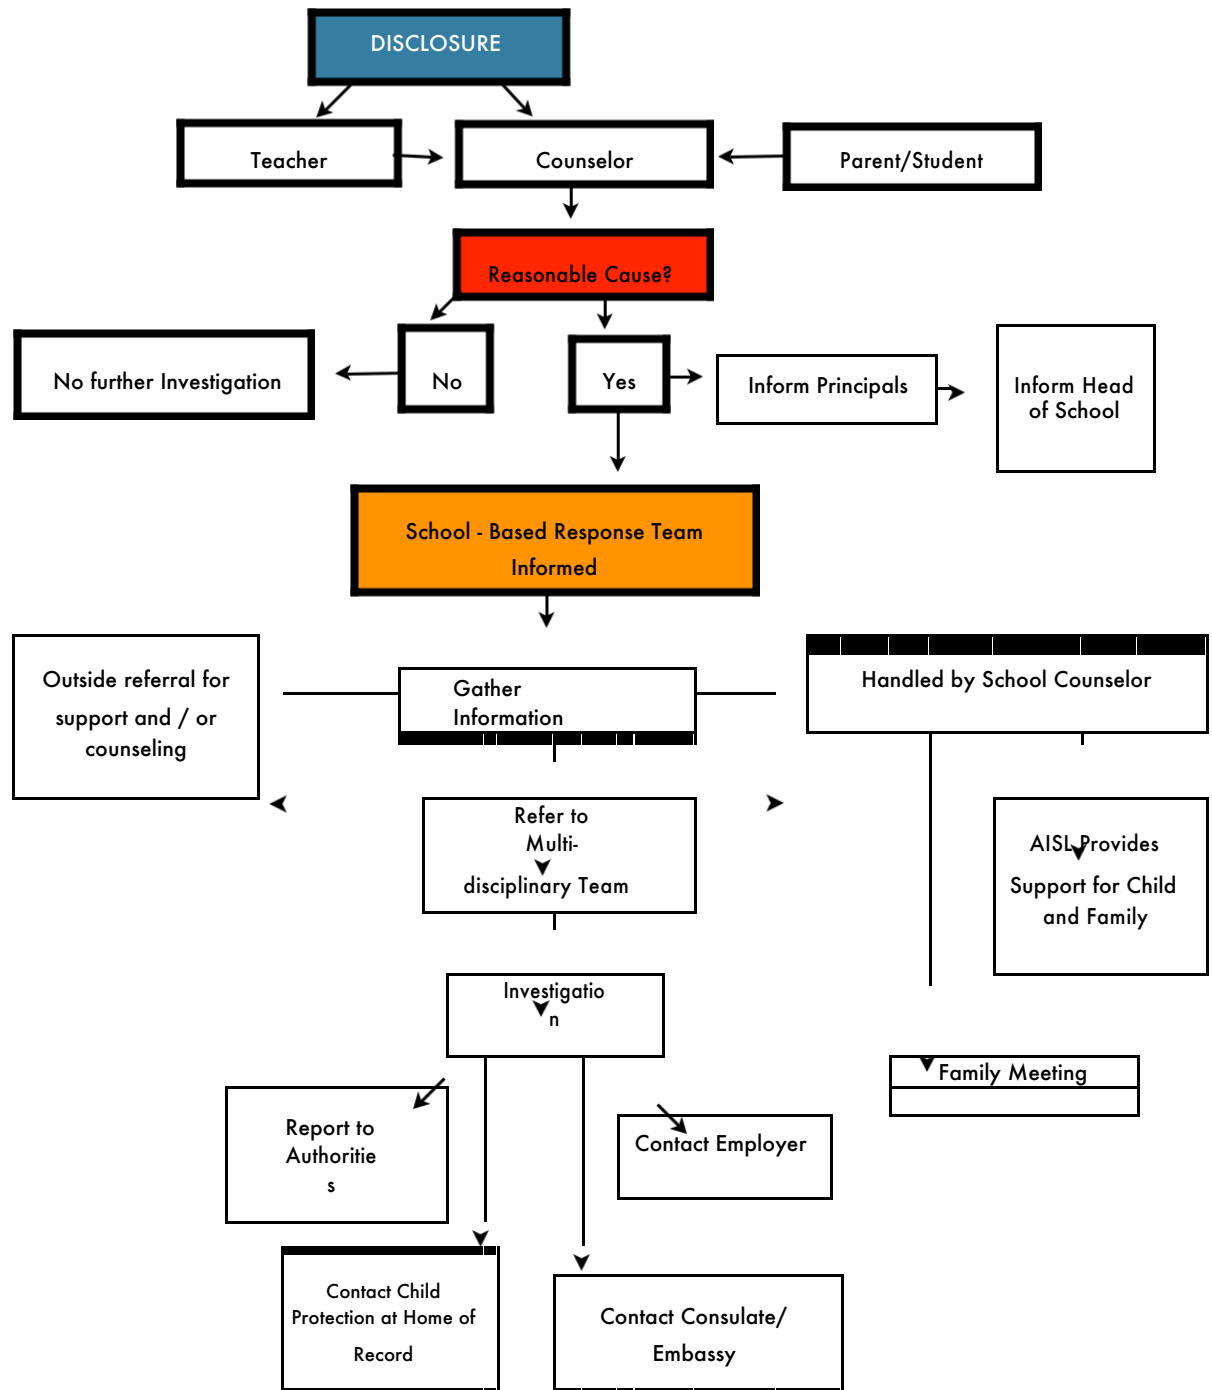 DISCLOSURE
Teacher
Counselor
Parent/Student
Reasonable Cause?
No further Investigation
No
Yes
Inform Principals
Inform Head
of School
School - Based Response Team
Informed
Outside referral for
support and / or
counseling
Gather
Information
Handled by School Counselor
Refer to
Multi-
disciplinary Team
AISL Provides
Support for Child
and Family
Investigatio
n
Family Meeting
Report to
Authoritie
s
Contact Employer
Contact Child
Protection at Home of
Record
Contact Consulate/
Embassy